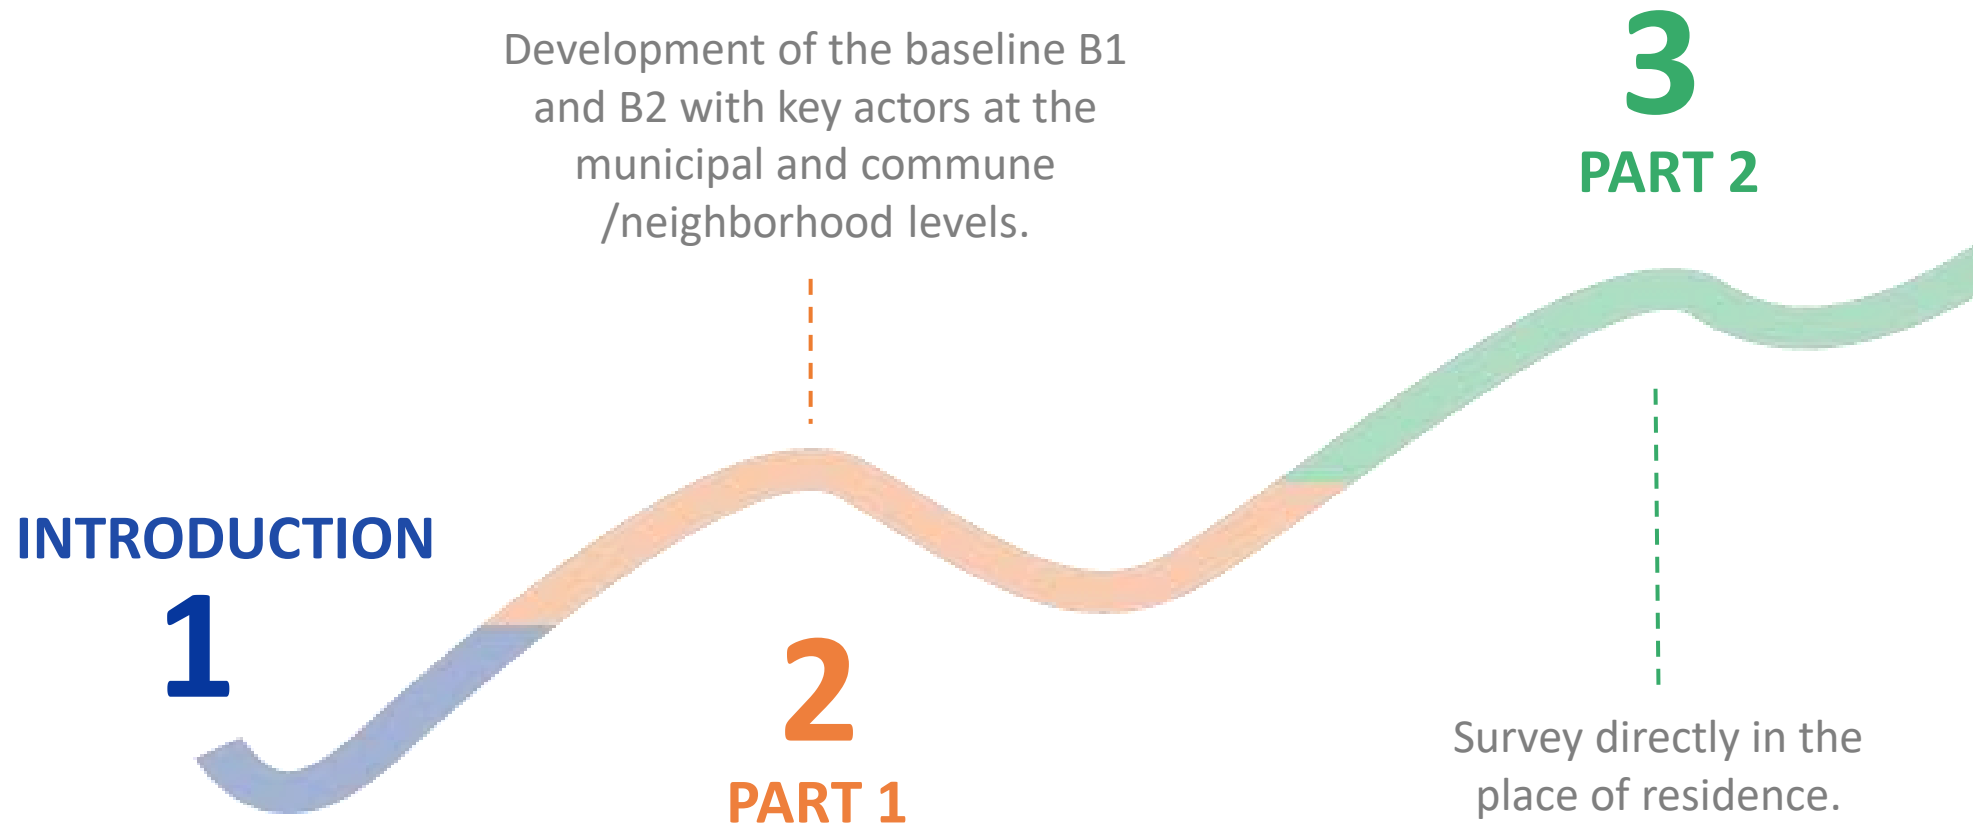 INTRODUCTION
1
Development of the baseline B1
and B2 with key actors at the
municipal and commune
/neighborhood levels.
2
PART 1
3
PART 2
Survey directly in the
place of residence.